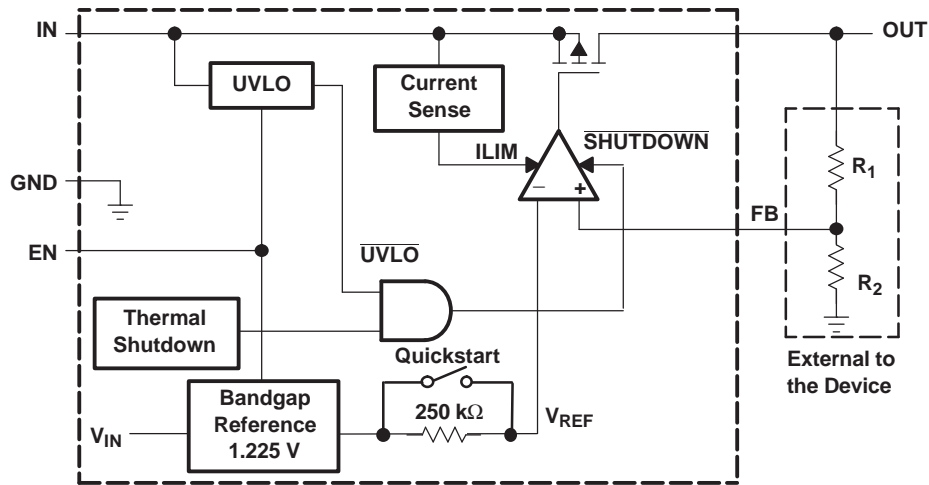 IN
OUT
UVLO
Current
Sense
SHUTDOWN
ILIM
R1
GND
− +
FB
EN
UVLO
R2
Thermal
Shutdown
Quickstart
External to
the Device
Bandgap
Reference
1.225 V
250 kΩ
VREF
VIN